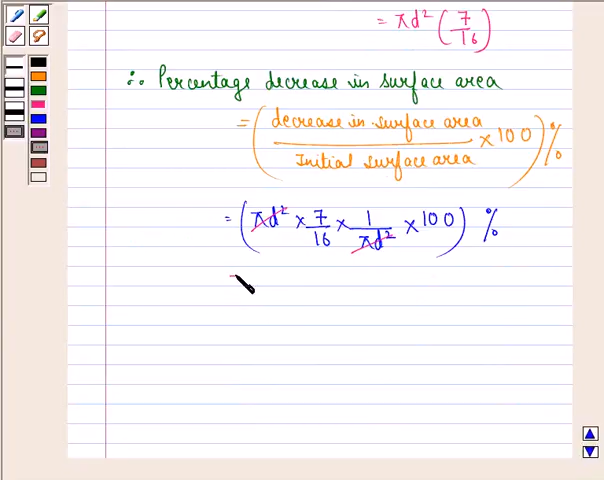 = πd² (7/16)
∴ Percentage decrease in surface area
= (decrease in surface area / Initial surface area × 100) %
= (πd² × 7/16 × 1/πd² × 100) %